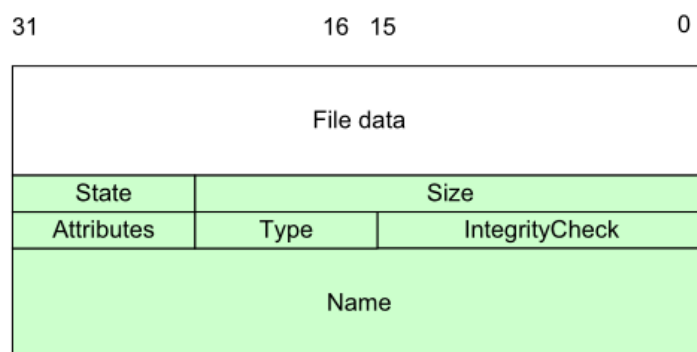 31 16 15 0
File data
State Size
Attributes Type IntegrityCheck
Name